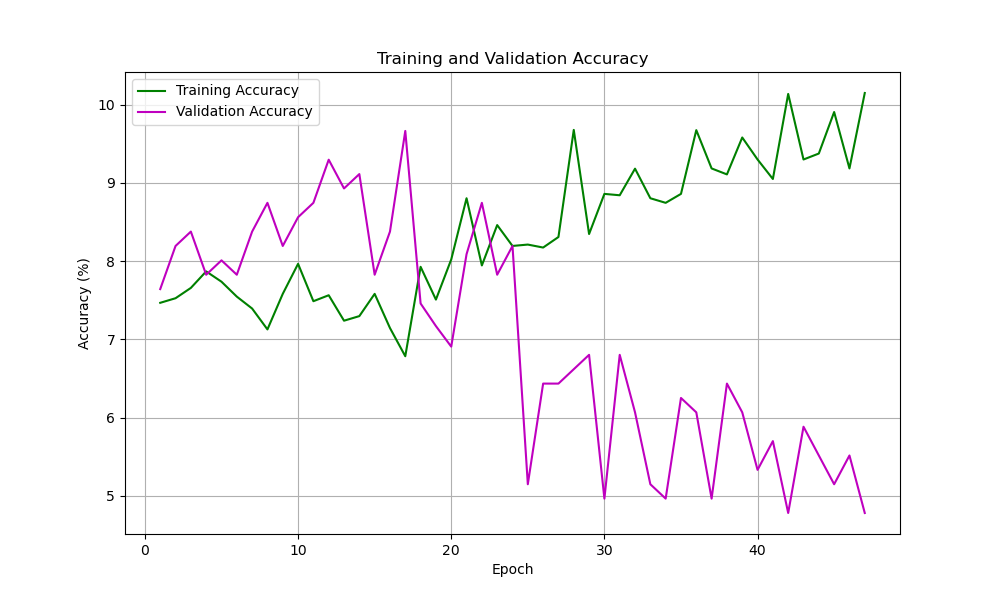 Training and Validation Accuracy
Training Accuracy
Validation Accuracy
Accuracy (%)
10
9
8
7
6
5
0 10 20 30 40
Epoch